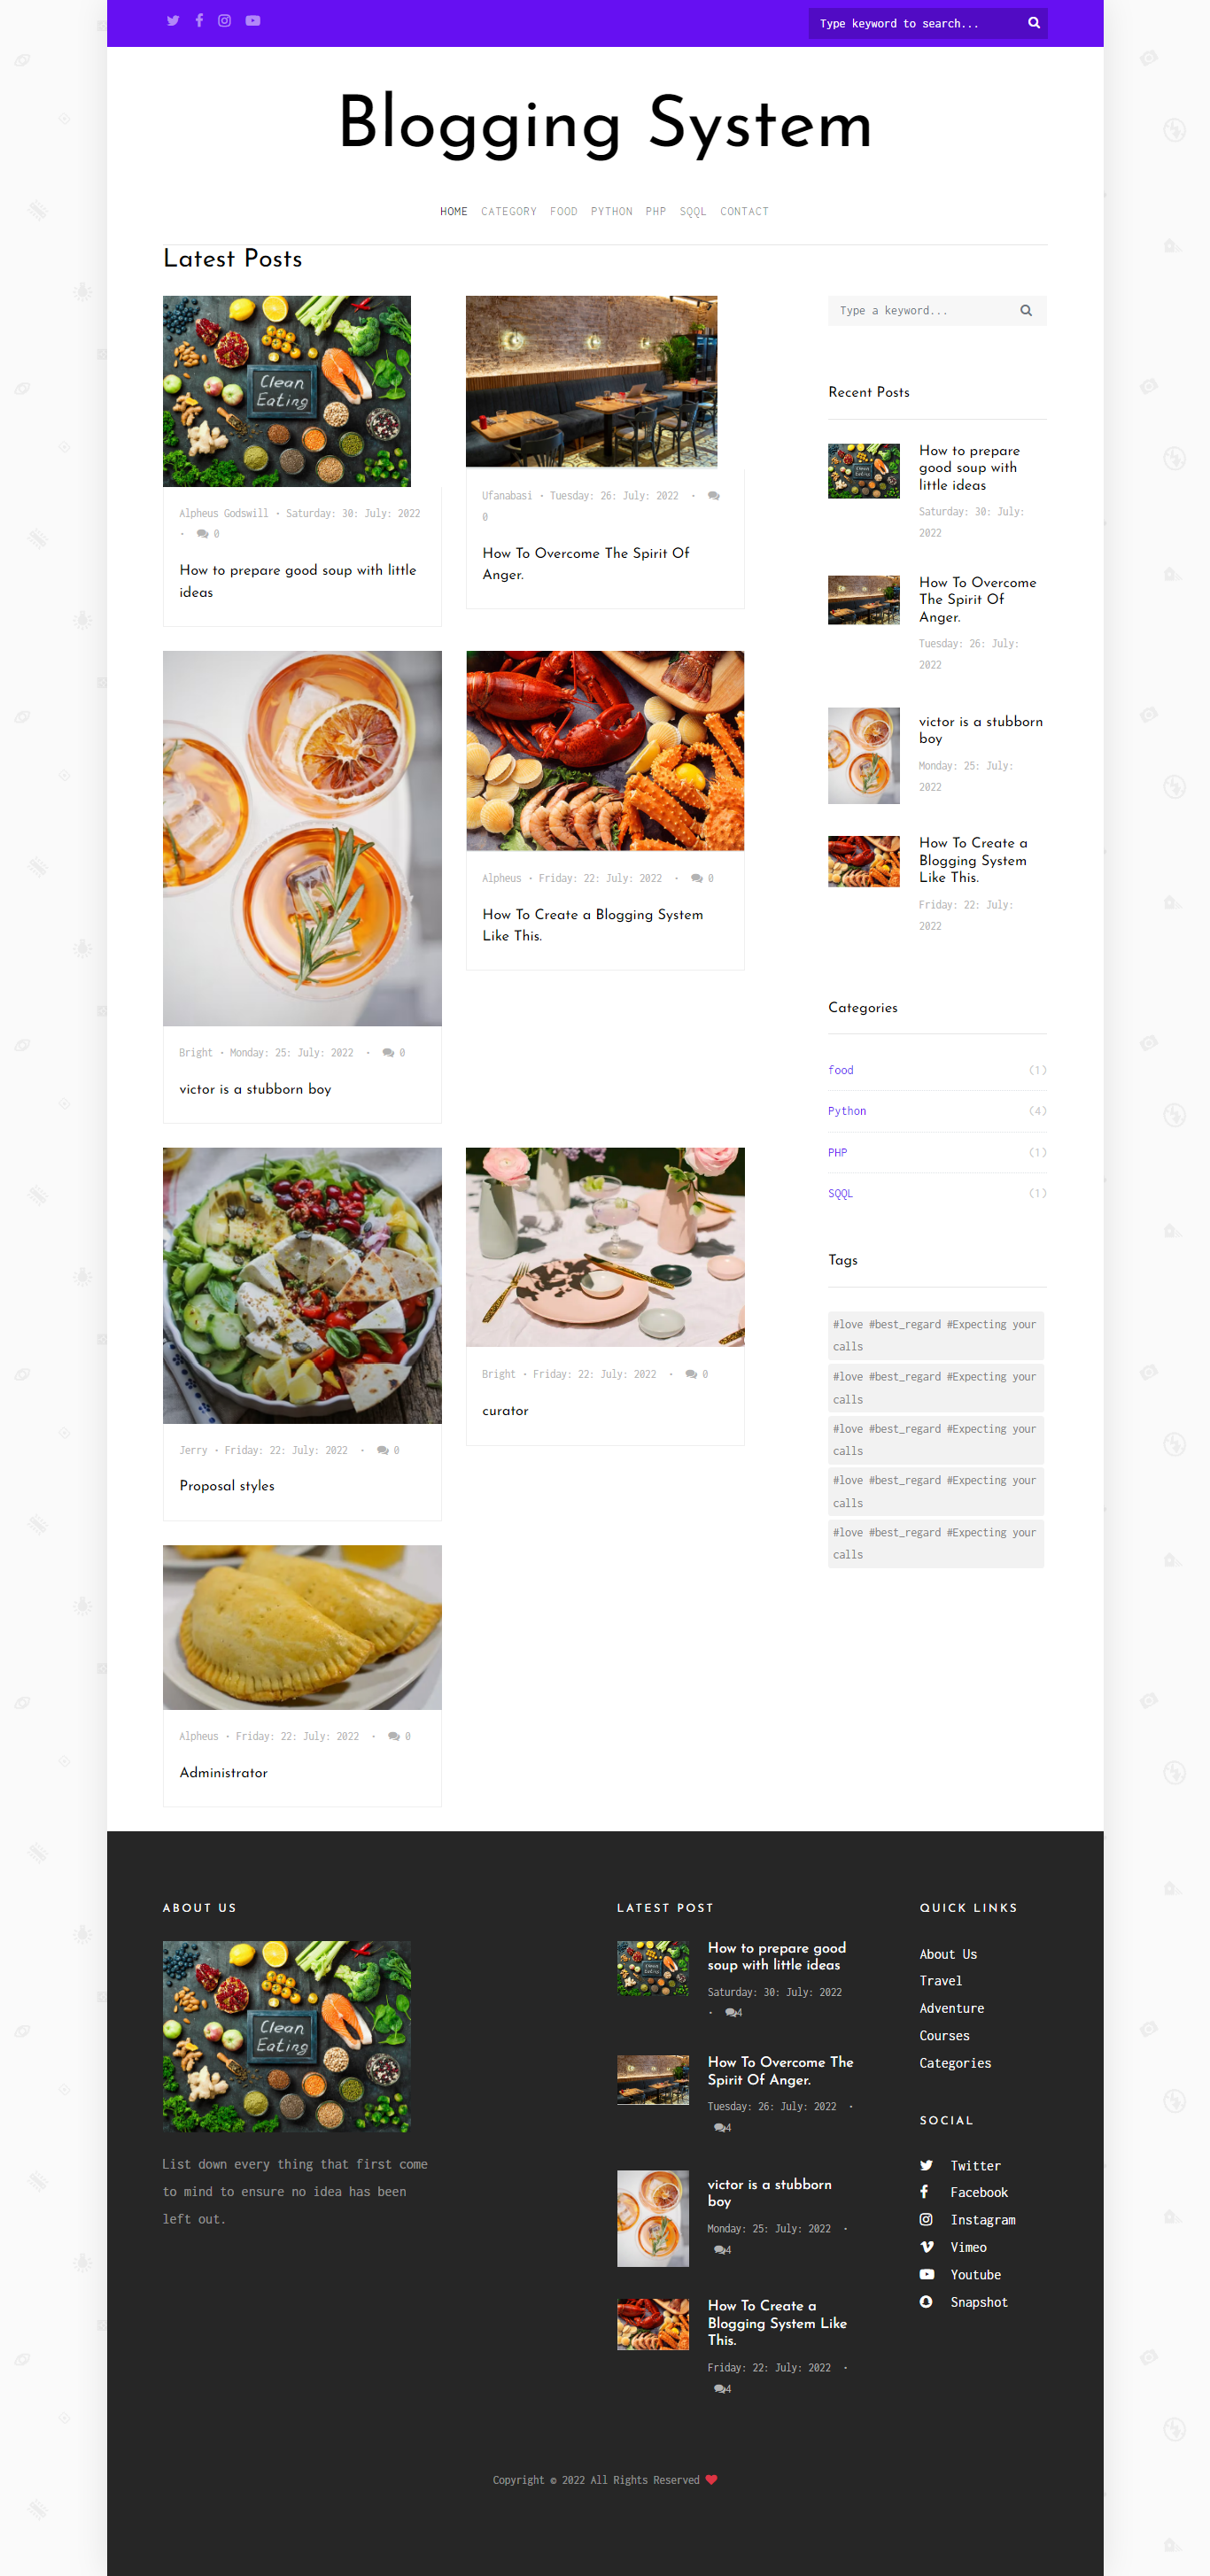 Type keyword to search...
Blogging System
HOME CATEGORY FOOD PYTHON PHP SQQL CONTACT
Latest Posts
Clean
Eating
Alpheus Godswill • Saturday: 30: July: 2022
• 0
How to prepare good soup with little
ideas
Ufanabasi • Tuesday: 26: July: 2022 •
0
How To Overcome The Spirit Of
Anger.
Bright • Monday: 25: July: 2022 • 0
victor is a stubborn boy
Alpheus • Friday: 22: July: 2022 • 0
How To Create a Blogging System
Like This.
Jerry • Friday: 22: July: 2022 • 0
Proposal styles
Bright • Friday: 22: July: 2022 • 0
curator
Alpheus • Friday: 22: July: 2022 • 0
Administrator
Type a keyword...
Recent Posts
Clean
Eating
How to prepare
good soup with
little ideas
Saturday: 30: July:
2022
How To Overcome
The Spirit Of
Anger.
Tuesday: 26: July:
2022
victor is a stubborn
boy
Monday: 25: July:
2022
How To Create a
Blogging System
Like This.
Friday: 22: July:
2022
Categories
food (1)
Python (4)
PHP (1)
SQQL (1)
Tags
#love #best_regard #Expecting your
calls
#love #best_regard #Expecting your
calls
#love #best_regard #Expecting your
calls
#love #best_regard #Expecting your
calls
#love #best_regard #Expecting your
calls
ABOUT US
Clean
Eating
List down every thing that first come
to mind to ensure no idea has been
left out.
LATEST POST
Clean
Eating
How to prepare good
soup with little ideas
Saturday: 30: July: 2022
• 4
How To Overcome The
Spirit Of Anger.
Tuesday: 26: July: 2022 •
4
victor is a stubborn
boy
Monday: 25: July: 2022 •
4
How To Create a
Blogging System Like
This.
Friday: 22: July: 2022 •
4
QUICK LINKS
About Us
Travel
Adventure
Courses
Categories
SOCIAL
Twitter
Facebook
Instagram
Vimeo
Youtube
Snapshot
Copyright © 2022 All Rights Reserved